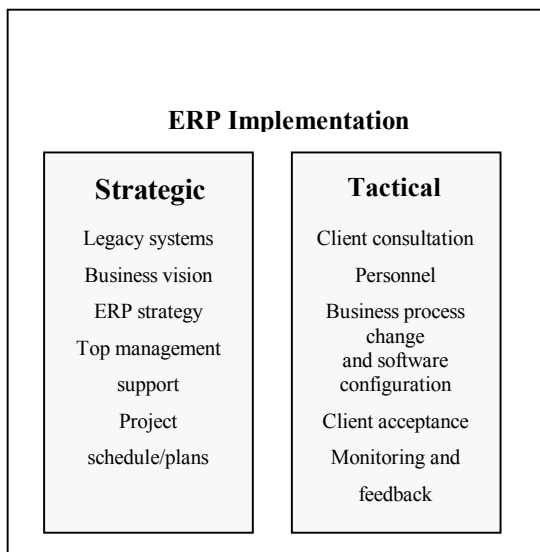 ERP Implementation
Strategic
Legacy systems
Business vision
ERP strategy
Top management
support
Project
schedule/plans
Tactical
Client consultation
Personnel
Business process
change
and software
configuration
Client acceptance
Monitoring and
feedback